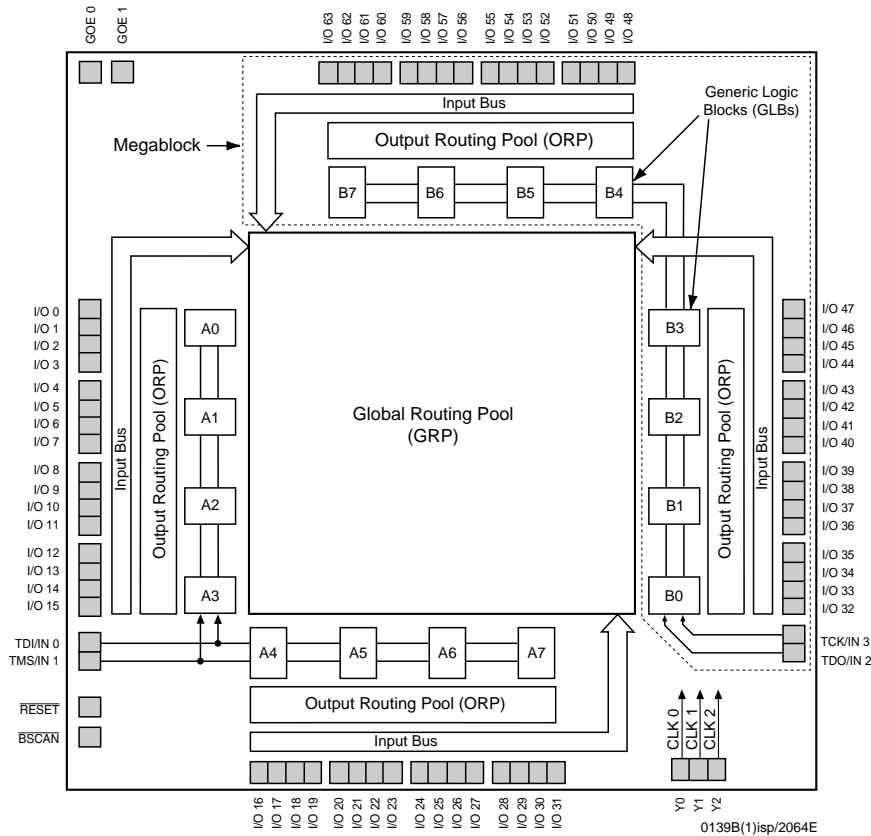 GOE 0
GOE 1
I/O 63
I/O 62
I/O 61
I/O 60
I/O 59
I/O 58
I/O 57
I/O 56
I/O 55
I/O 54
I/O 53
I/O 52
I/O 51
I/O 50
I/O 49
I/O 48
Input Bus
Generic Logic
Blocks (GLBs)
Output Routing Pool (ORP)
Megablock
B7
B6
B5
B4
I/O 0
I/O 1
I/O 2
I/O 3
I/O 4
I/O 5
I/O 6
I/O 7
I/O 8
I/O 9
I/O 10
I/O 11
I/O 12
I/O 13
I/O 14
I/O 15
Input Bus
Output Routing Pool (ORP)
A0
A1
A2
A3
Global Routing Pool
(GRP)
B3
B2
B1
B0
Output Routing Pool (ORP)
Input Bus
I/O 47
I/O 46
I/O 45
I/O 44
I/O 43
I/O 42
I/O 41
I/O 40
I/O 39
I/O 38
I/O 37
I/O 36
I/O 35
I/O 34
I/O 33
I/O 32
TDI/IN 0
TMS/IN 1
A4
A5
A6
A7
TCK/IN 3
TDO/IN 2
RESET
BSCAN
Output Routing Pool (ORP)
Input Bus
CLK 0
CLK 1
CLK 2
I/O 16
I/O 17
I/O 18
I/O 19
I/O 20
I/O 21
I/O 22
I/O 23
I/O 24
I/O 25
I/O 26
I/O 27
I/O 28
I/O 29
I/O 30
I/O 31
Y0
Y1
Y2
0139B(1)isp/2064E